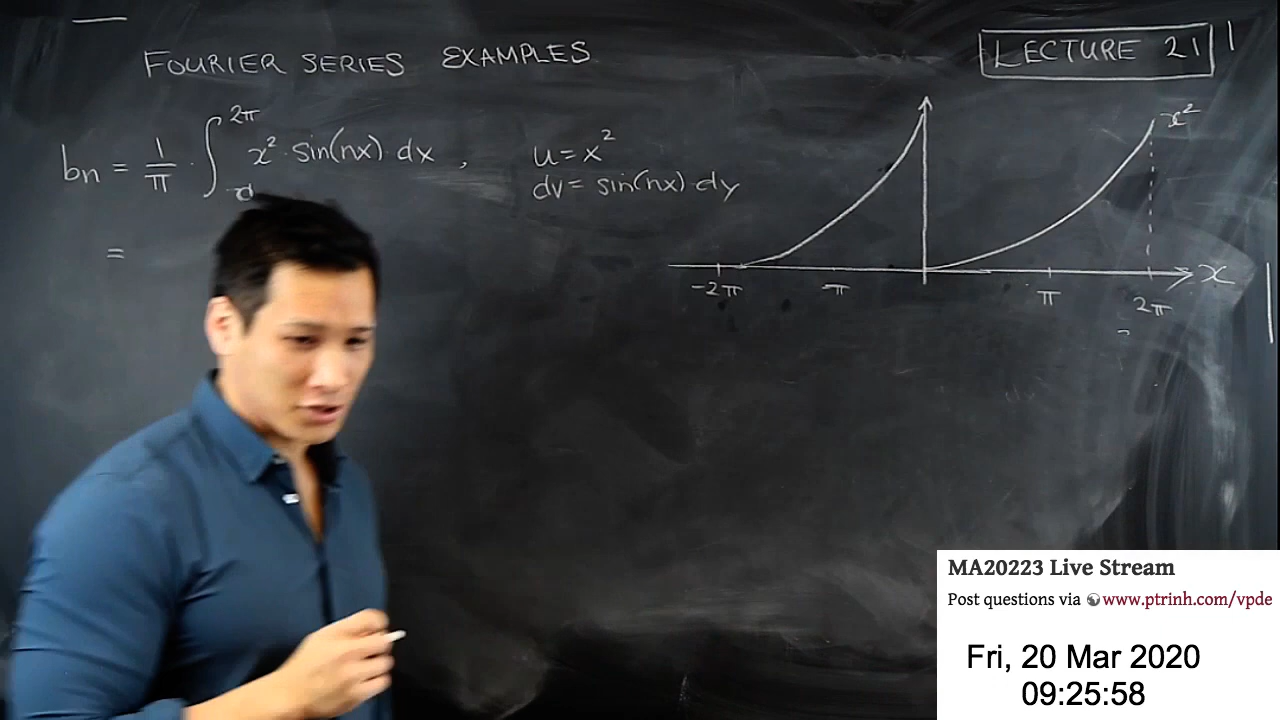 FOURIER SERIES EXAMPLES
LECTURE 21
bn = 1/π · ∫ 2π x² · sin(nx) dx , u = x²
dv = sin(nx) · dy
=
x²
x
-2π -π π 2π
MA20223 Live Stream
Post questions via www.ptrinh.com/vpde
Fri, 20 Mar 2020
09:25:58